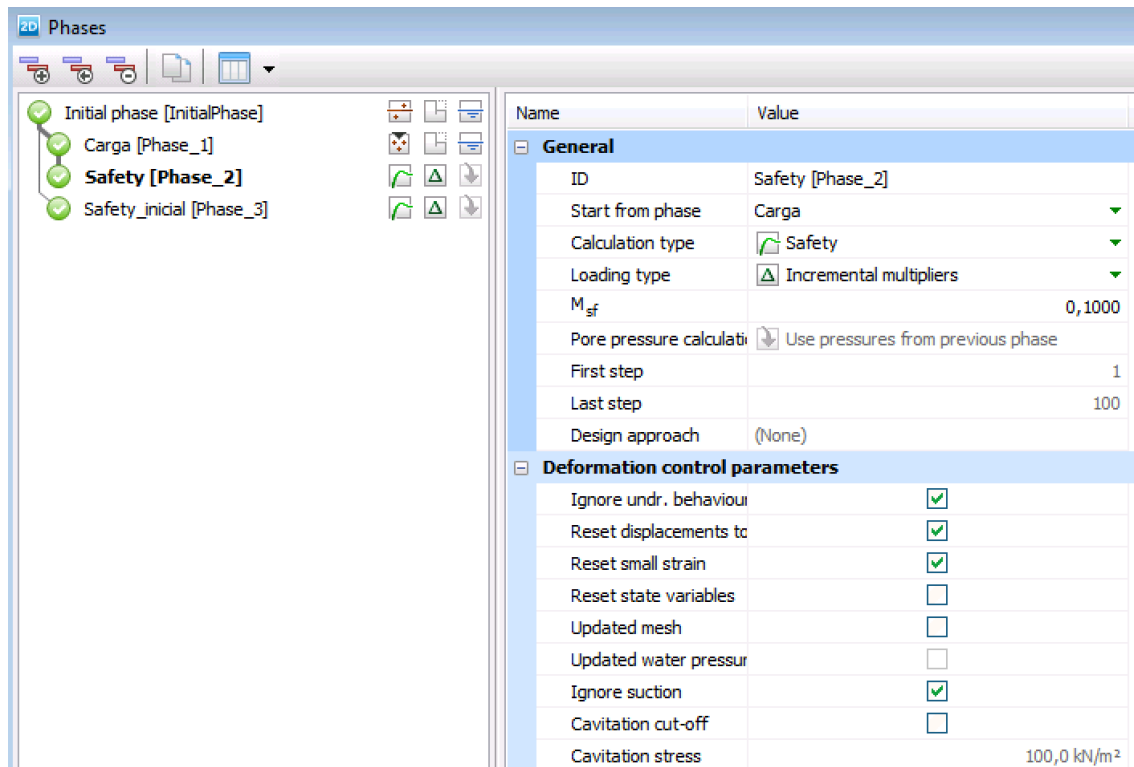 2D Phases
Initial phase [InitialPhase]
Carga [Phase_1]
Safety [Phase_2]
Safety_inicial [Phase_3]
Name Value
General
ID Safety [Phase_2]
Start from phase Carga
Calculation type Safety
Loading type Incremental multipliers
Msf 0,1000
Pore pressure calculati Use pressures from previous phase
First step 1
Last step 100
Design approach (None)
Deformation control parameters
Ignore undr. behaviour
Reset displacements to
Reset small strain
Reset state variables
Updated mesh
Updated water pressur
Ignore suction
Cavitation cut-off
Cavitation stress 100,0 kN/m²